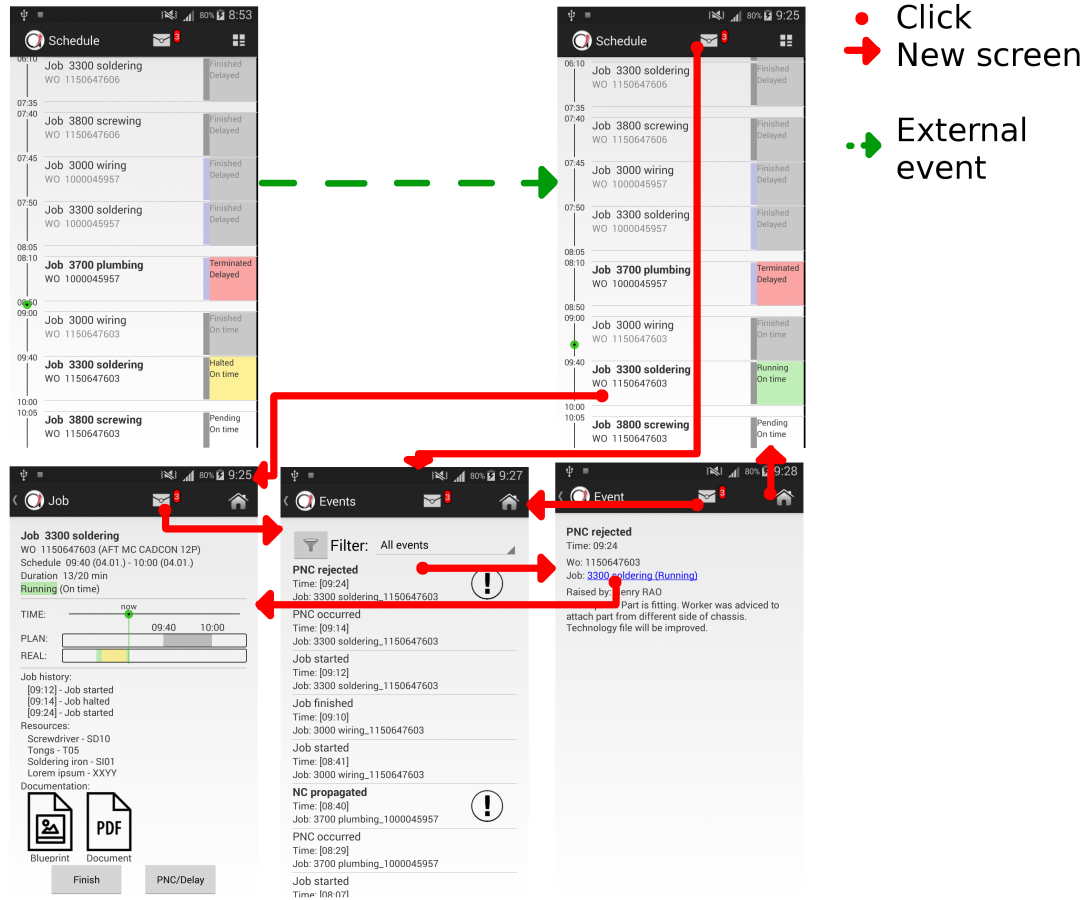 80% 8:53
Schedule
3
06:10
Job 3300 soldering
WO 1150647606
Finished
Delayed
07:35
07:40
Job 3800 screwing
WO 1150647606
Finished
Delayed
07:45
Job 3000 wiring
WO 1000045957
Finished
Delayed
07:50
Job 3300 soldering
WO 1000045957
Finished
Delayed
08:05
08:10
Job 3700 plumbing
WO 1000045957
Terminated
Delayed
08:50
09:00
Job 3000 wiring
WO 1150647603
Finished
On time
09:40
Job 3300 soldering
WO 1150647603
Halted
On time
10:00
10:05
Job 3800 screwing
WO 1150647603
Pending
On time
80% 9:25
Schedule
3
06:10
Job 3300 soldering
WO 1150647606
Finished
Delayed
07:35
07:40
Job 3800 screwing
WO 1150647606
Finished
Delayed
07:45
Job 3000 wiring
WO 1000045957
Finished
Delayed
07:50
Job 3300 soldering
WO 1000045957
Finished
Delayed
08:05
08:10
Job 3700 plumbing
WO 1000045957
Terminated
Delayed
08:50
09:00
Job 3000 wiring
WO 1150647603
Finished
On time
09:40
Job 3300 soldering
WO 1150647603
Running
On time
10:00
10:05
Job 3800 screwing
WO 1150647603
Pending
On time
Click
New screen
External
event
80% 9:25
Job
3
Job 3300 soldering
WO 1150647603 (AFT MC CADCON 12P)
Schedule 09:40 (04.01.) - 10:00 (04.01.)
Duration 13/20 min
Running (On time)
now
TIME:
09:40 10:00
PLAN:
REAL:
Job history:
[09:12] - Job started
[09:14] - Job halted
[09:24] - Job started
Resources:
Screwdriver - SD10
Tongs - T05
Soldering iron - SI01
Lorem ipsum - XXYY
Documentation:
PDF
Blueprint Document
Finish PNC/Delay
80% 9:27
Events
3
Filter: All events
PNC rejected
Time: [09:24]
Job: 3300 soldering_1150647603
!
PNC occurred
Time: [09:14]
Job: 3300 soldering_1150647603
Job started
Time: [09:12]
Job: 3300 soldering_1150647603
Job finished
Time: [09:10]
Job: 3000 wiring_1150647603
Job started
Time: [08:41]
Job: 3000 wiring_1150647603
NC propagated
Time: [08:40]
Job: 3700 plumbing_1000045957
!
PNC occurred
Time: [08:29]
Job: 3700 plumbing_1000045957
Job started
Time: [08:07]
80% 9:28
Event
3
PNC rejected
Time: 09:24
Wo: 1150647603
Job: 3300 soldering (Running)
Raised by: RAO
Part is fitting. Worker was adviced to
attach part from different side of chassis.
Technology file will be improved.